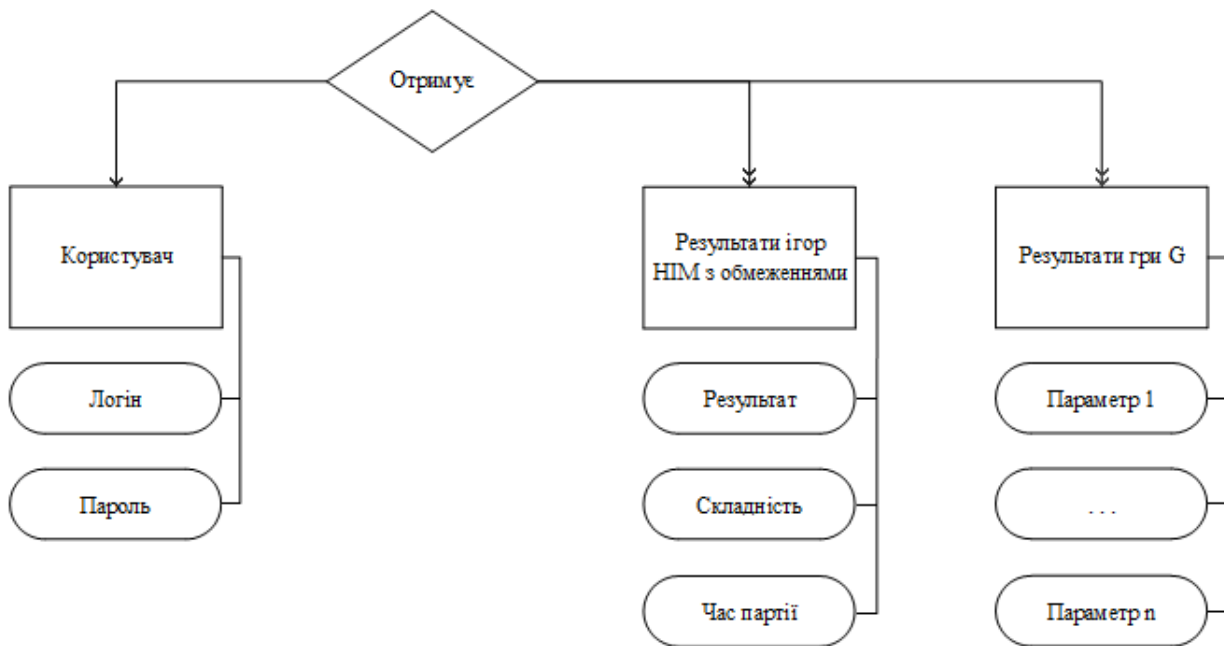 Отримує
Користувач
Результати ігор
НІМ з обмеженнями
Результати гри G
Логін
Результат
Параметр 1
Пароль
Складність
. . .
Час партії
Параметр n